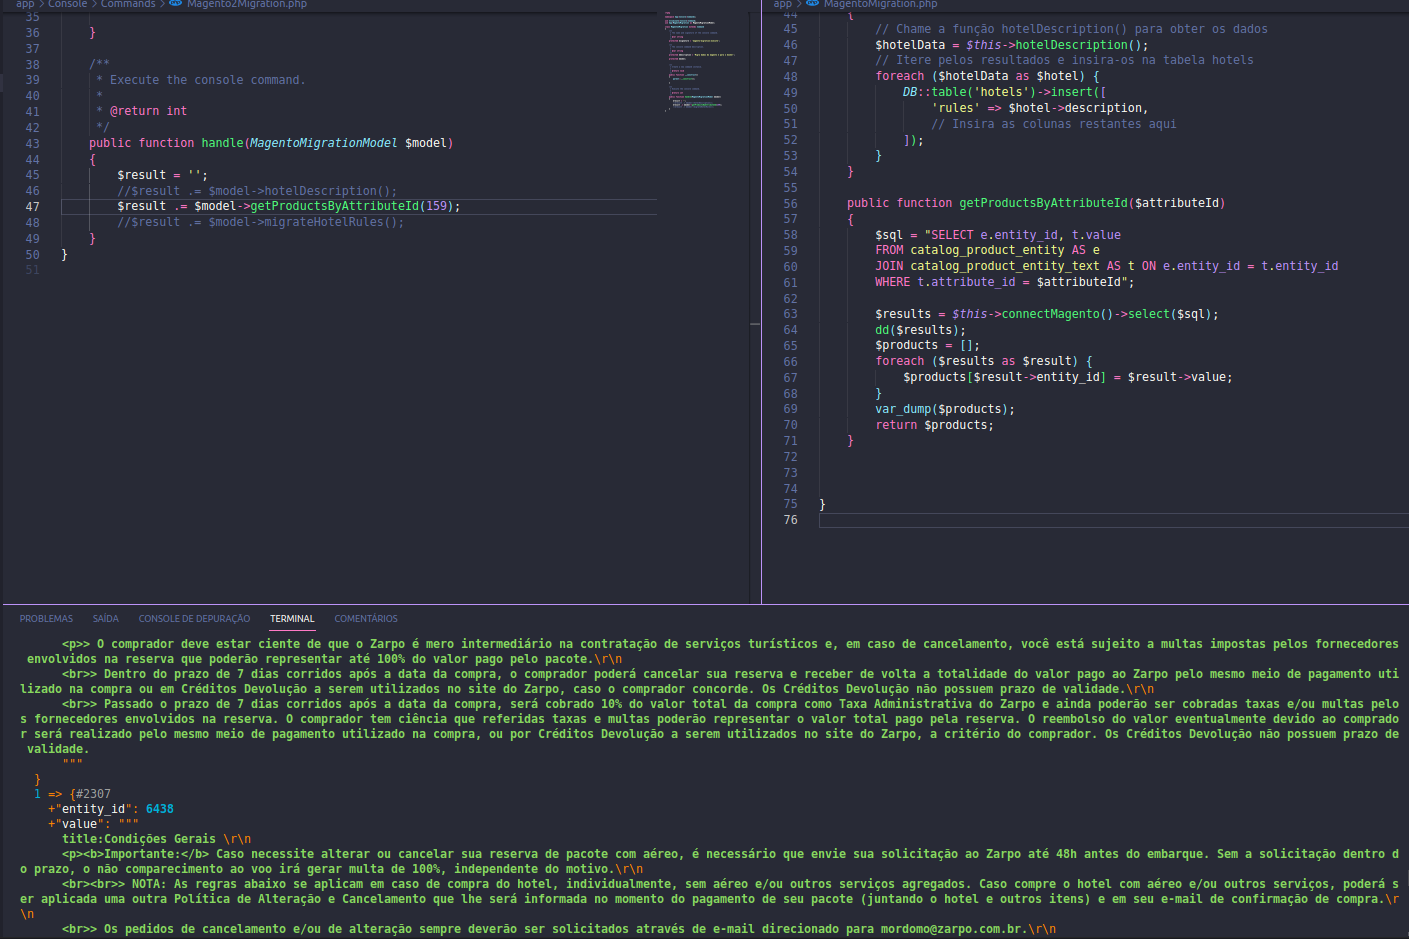 app > Console > Commands > Magento2Migration.php
35
36 }
37
38 /**
39 * Execute the console command.
40 *
41 * @return int
42 */
43 public function handle(MagentoMigrationModel $model)
44 {
45 $result = '';
46 //$result .= $model->hotelDescription();
47 $result .= $model->getProductsByAttributeId(159);
48 //$result .= $model->migrateHotelRules();
49 }
50 }
51
app > MagentoMigration.php
44 {
45 // Chame a função hotelDescription() para obter os dados
46 $hotelData = $this->hotelDescription();
47 // Itere pelos resultados e insira-os na tabela hotels
48 foreach ($hotelData as $hotel) {
49 DB::table('hotels')->insert([
50 'rules' => $hotel->description,
51 // Insira as colunas restantes aqui
52 ]);
53 }
54 }
55
56 public function getProductsByAttributeId($attributeId)
57 {
58 $sql = "SELECT e.entity_id, t.value
59 FROM catalog_product_entity AS e
60 JOIN catalog_product_entity_text AS t ON e.entity_id = t.entity_id
61 WHERE t.attribute_id = $attributeId";
62
63 $results = $this->connectMagento()->select($sql);
64 dd($results);
65 $products = [];
66 foreach ($results as $result) {
67 $products[$result->entity_id] = $result->value;
68 }
69 var_dump($products);
70 return $products;
71 }
72
73
74
75 }
76
PROBLEMAS SAÍDA CONSOLE DE DEPURAÇÃO TERMINAL COMENTÁRIOS
<p>> O comprador deve estar ciente de que o Zarpo é mero intermediário na contratação de serviços turísticos e, em caso de cancelamento, você está sujeito a multas impostas pelos fornecedores
envolvidos na reserva que poderão representar até 100% do valor pago pelo pacote.\r\n
<br>> Dentro do prazo de 7 dias corridos após a data da compra, o comprador poderá cancelar sua reserva e receber de volta a totalidade do valor pago ao Zarpo pelo mesmo meio de pagamento uti
lizado na compra ou em Créditos Devolução a serem utilizados no site do Zarpo, caso o comprador concorde. Os Créditos Devolução não possuem prazo de validade.\r\n
<br>> Passado o prazo de 7 dias corridos após a data da compra, será cobrado 10% do valor total da compra como Taxa Administrativa do Zarpo e ainda poderão ser cobradas taxas e/ou multas pelo
s fornecedores envolvidos na reserva. O comprador tem ciência que referidas taxas e multas poderão representar o valor total pago pela reserva. O reembolso do valor eventualmente devido ao comprado
r será realizado pelo mesmo meio de pagamento utilizado na compra, ou por Créditos Devolução a serem utilizados no site do Zarpo, a critério do comprador. Os Créditos Devolução não possuem prazo de
validade.
"""
}
1 => {#2307
+"entity_id": 6438
+"value": """
title:Condições Gerais \r\n
<p><b>Importante:</b> Caso necessite alterar ou cancelar sua reserva de pacote com aéreo, é necessário que envie sua solicitação ao Zarpo até 48h antes do embarque. Sem a solicitação dentro d
o prazo, o não comparecimento ao voo irá gerar multa de 100%, independente do motivo.\r\n
<br><br>> NOTA: As regras abaixo se aplicam em caso de compra do hotel, individualmente, sem aéreo e/ou outros serviços agregados. Caso compre o hotel com aéreo e/ou outros serviços, poderá s
er aplicada uma outra Política de Alteração e Cancelamento que lhe será informada no momento do pagamento de seu pacote (juntando o hotel e outros itens) e em seu e-mail de confirmação de compra.\r
\n
<br>> Os pedidos de cancelamento e/ou de alteração sempre deverão ser solicitados através de e-mail direcionado para mordomo@zarpo.com.br.\r\n